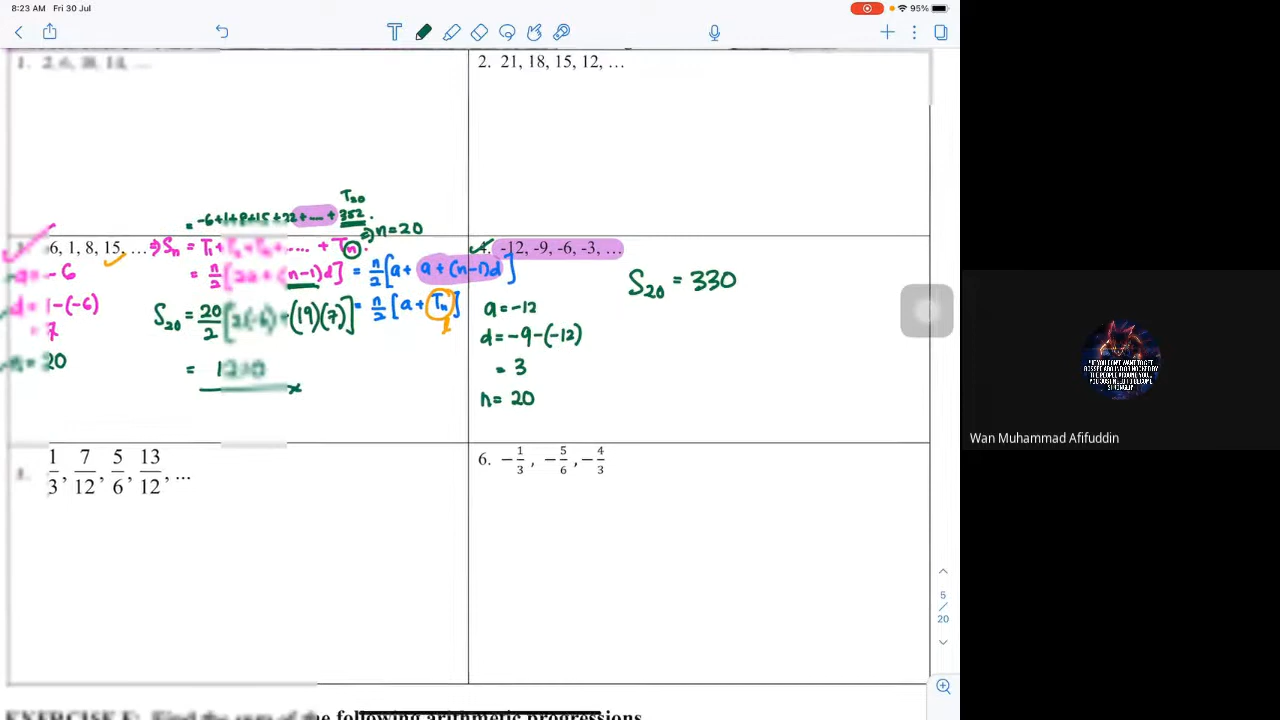 8:23 AM Fri 30 Jul
95%
2. 21, 18, 15, 12, …
T20
= -6+1+8+15+22+....+352.
⇒n=20
6, 1, 8, 15, … ⇒ Sn = T1+T2+T3+....+Tn.
= n/2[2a+(n-1)d] = n/2[a+a+(n-1)d]
= n/2[a+Tn]
-6
d = 1-(-6)
= 7
n = 20
S20 = 20/2[2(-6)+(19)(7)]
=
4. -12, -9, -6, -3, …
S20 = 330
a = -12
d = -9-(-12)
= 3
n = 20
1/3, 7/12, 5/6, 13/12, ...
6. -1/3, -5/6, -4/3
5
/
20
EXERCISE F: Find the sum of the following arithmetic progressions
Wan Muhammad Afifuddin